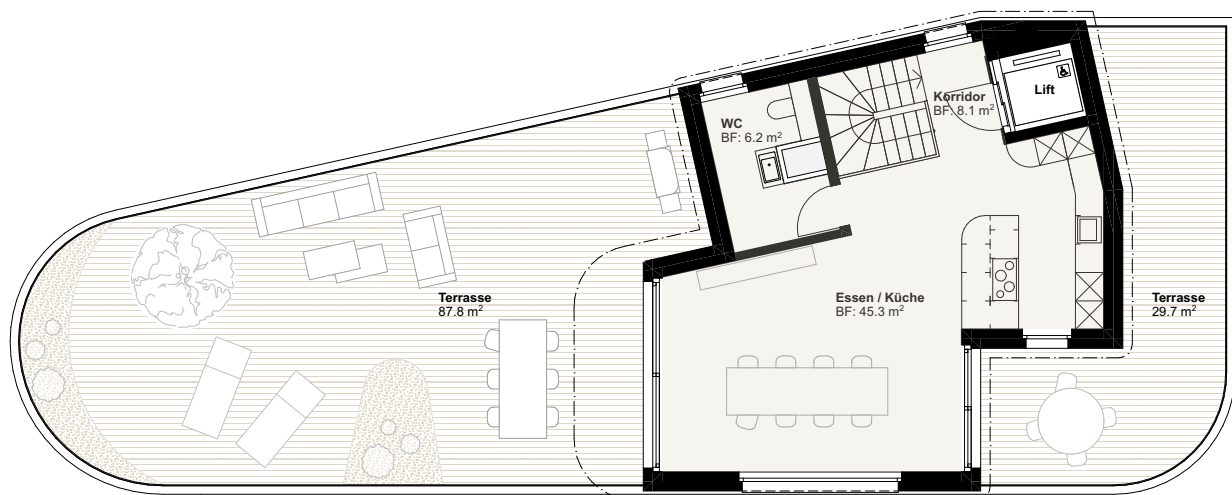 Lift
Korridor
BF: 8.1 m²
WC
BF: 6.2 m²
Terrasse
87.8 m²
Essen / Küche
BF: 45.3 m²
Terrasse
29.7 m²